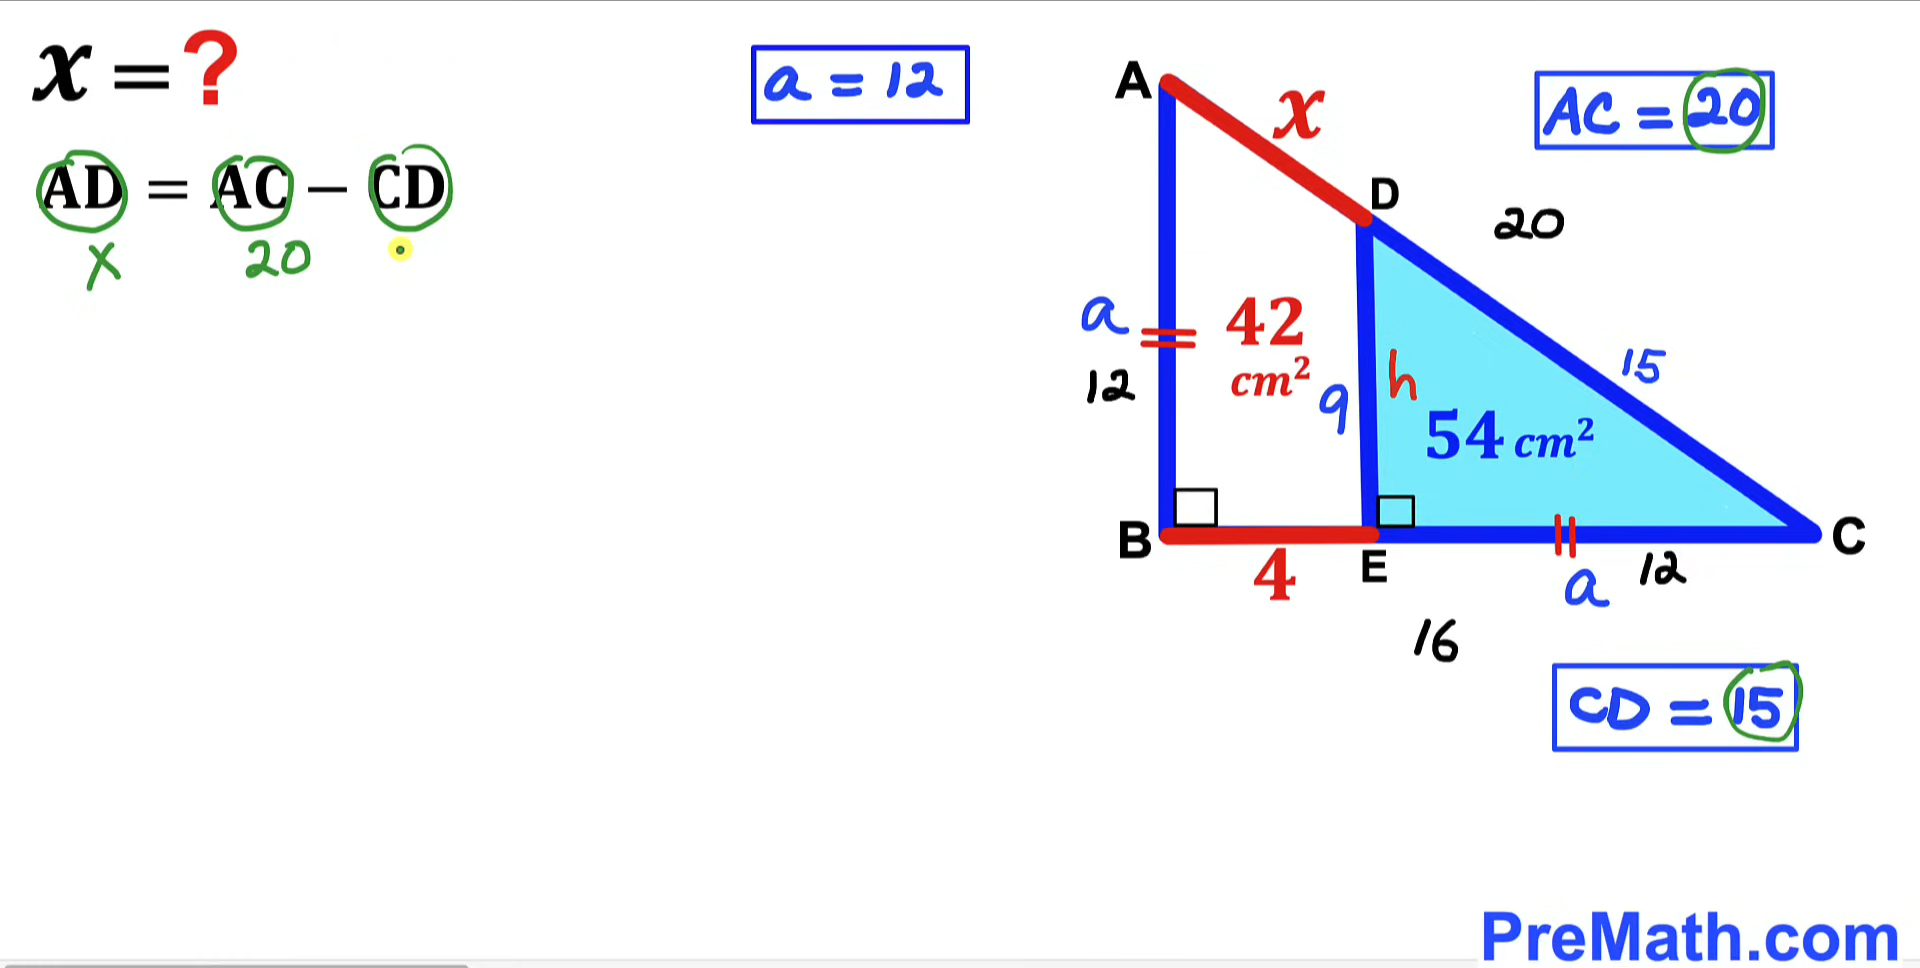 x = ?
AD = AC − CD
x 20
a = 12
A
x
AC = 20
D
20
a
42
cm²
12
9
h
15
54 cm²
B
4
E
a
12
C
16
CD = 15
PreMath.com